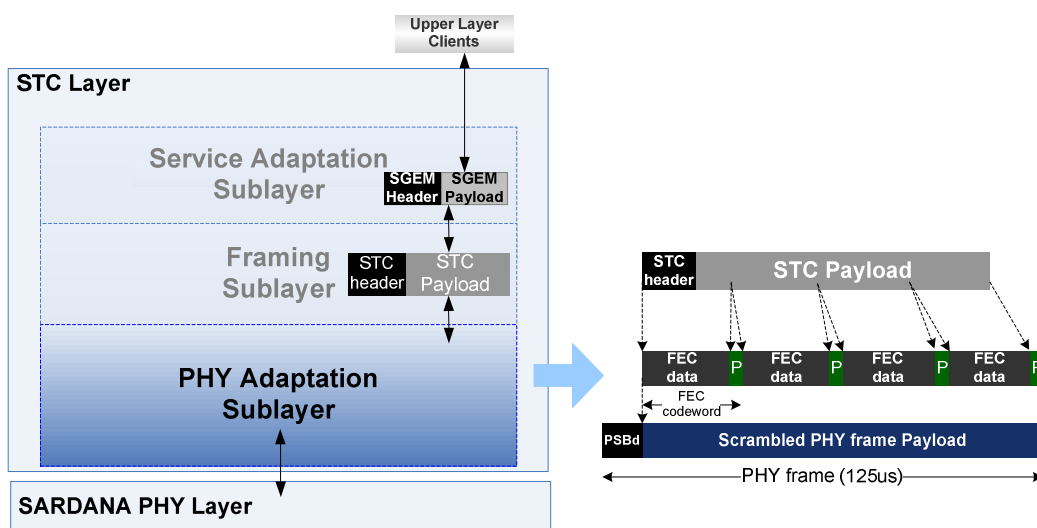 Upper Layer
Clients
STC Layer
Service Adaptation
Sublayer
SGEM
Header
SGEM
Payload
Framing
Sublayer
STC
header
STC
Payload
PHY Adaptation
Sublayer
SARDANA PHY Layer
STC
header
STC Payload
FEC
data
P
FEC
data
P
FEC
data
P
FEC
data
P
FEC
codeword
PSBd
Scrambled PHY frame Payload
PHY frame (125us)